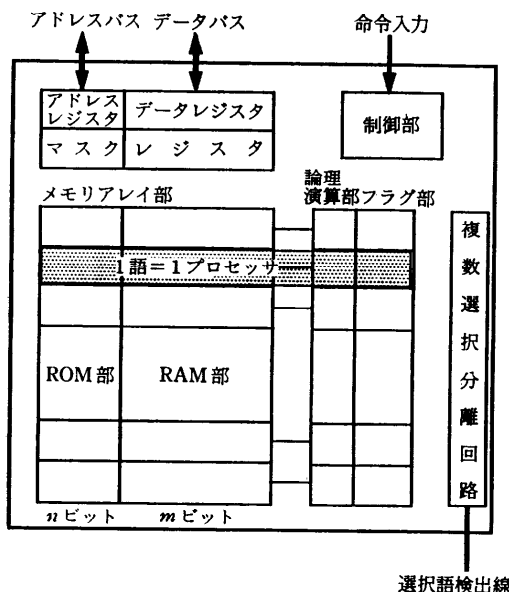 アドレスバス データバス 命令入力
アドレス
レジスタ データレジスタ
制御部
マスク レジスタ
メモリアレイ部
論理
演算部フラグ部
複数選択分離回路
1語=1プロセッサ
ROM部 RAM部
nビット mビット
選択語検出線